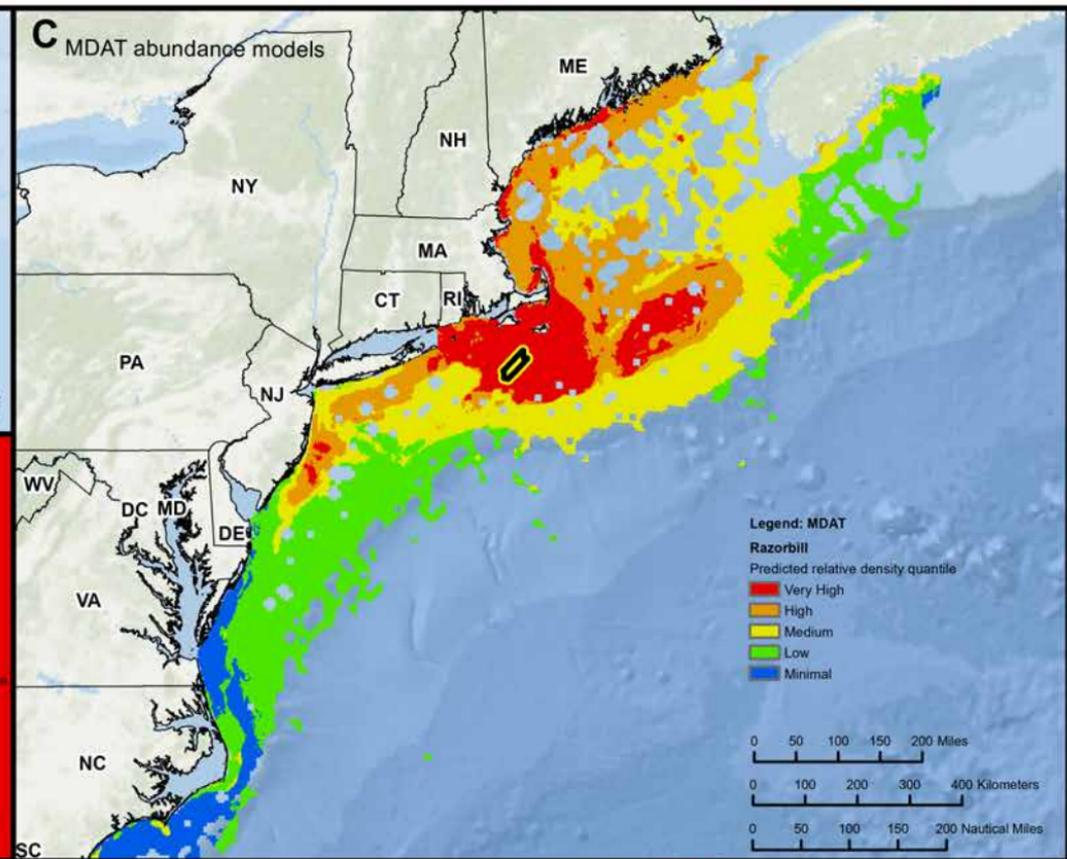 C MDAT abundance models
ME
NH
NY
MA
CT
RI
PA
NJ
WV
DC
MD
DE
VA
NC
SC
Legend: MDAT
Razorbill
Predicted relative density quantile
Very High
High
Medium
Low
Minimal
0 50 100 150 200 Miles
0 100 200 300 400 Kilometers
0 50 100 150 200 Nautical Miles